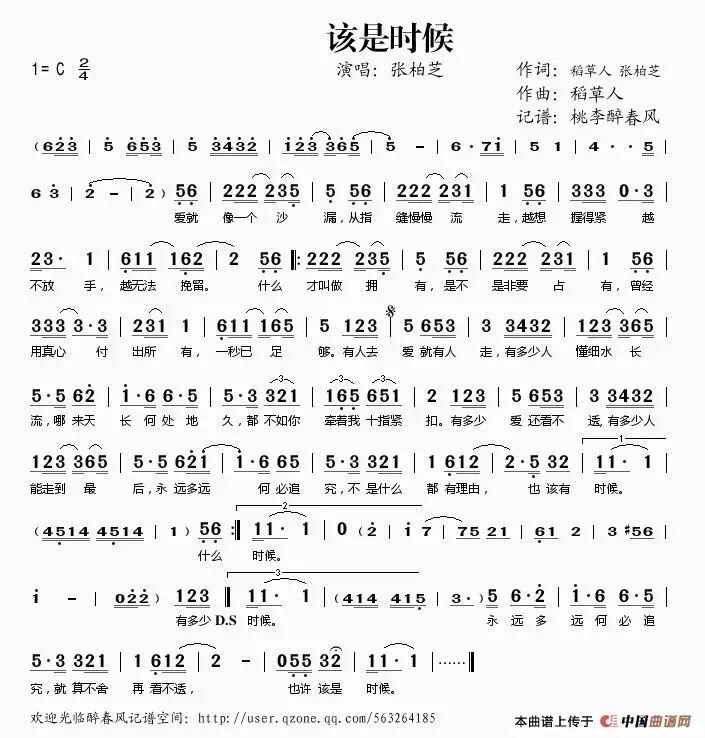 该是时候
1= C 2/4 演唱：张柏芝 作词：稻草人 张柏芝
作曲：稻草人
记谱：桃李醉春风
( 623 | 5 653 | 5 3432 | 123 365 | 5 - | 6 · 71 | 5 1 | 4 · · 5 |
6 3 | 2 - | 2 ) 56 | 222 235 | 5 56 | 222 231 | 1 56 | 333 0·3 |
爱就 像一个 沙 漏，从指 缝慢慢 流 走，越想 握得紧 越
23· 1 | 611 162 | 2 56 |: 222 235 | 5 56 | 222 231 | 1 56 |
不放 手，越无法 挽留。 什么 才叫做 拥 有，是不 是非要 占 有，曾经
333 3·3 | 231 1 | 611 165 | 5 123 | 5 653 | 3 3432 | 123 365 |
用真心 付 出所 有，一秒已 足 够。有人去 爱就有人 走，有多少人 懂细水 长
5·5 62 | 1·6 65 | 5·3 321 | 165 651 | 2 123 | 5 653 | 3 3432 |
流，哪来天 长何处地 久，都不如你 牵着我十指紧 扣。有多少 爱还看不 透，有多少人
123 365 | 5·5 621 | 1·6 65 | 5·3 321 | 1 612 | 2·5 32 | 11· 1 |
能走到 最 后，永远多远 何必追 究，不是什么 都有理由， 也该有 时候。
( 4514 4514 | 1 ) 56 :| 11· 1 | 0 ( 2 | 1 7 | 75 21 | 61 2 | 3 #56 |
什么 时候。
1 - | 022 ) | 123 | 11· 1 | ( 414 415 | 3· ) 5 | 6·2 | 1·6 6·5 |
有多少 D.S 时候。 永 远多 远何必追
5·3 321 | 1 612 | 2 - | 055 32 | 11· 1 | ······ ‖
究，就算不舍 再看不透， 也许该是 时候。
欢迎光临醉春风记谱空间：http://user.qzone.qq.com/563264185
本曲谱上传于 中国曲谱网